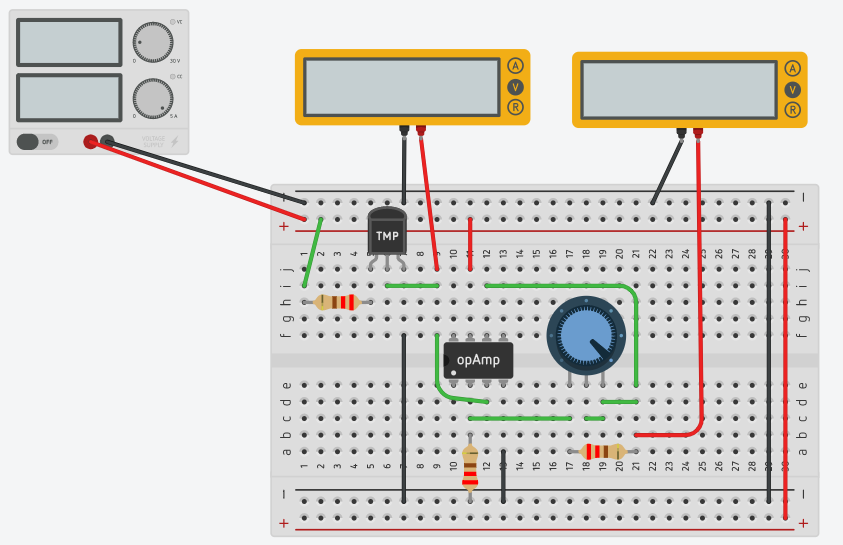 VC
0 30 V
CC
0 5 A
OFF
VOLTAGE
SUPPLY
A
V
R
A
V
R
TMP
1 2 3 4 5 6 7 8 9 10 11 12 13 14 15 16 17 18 19 20 21 22 23 24 25 26 27 28 29 30
j j
i i
h h
g g
f f
opAmp
e e
d d
c c
b b
a a
1 2 3 4 5 6 7 8 9 10 11 12 13 14 15 16 17 18 19 20 21 22 23 24 25 26 27 28 29 30